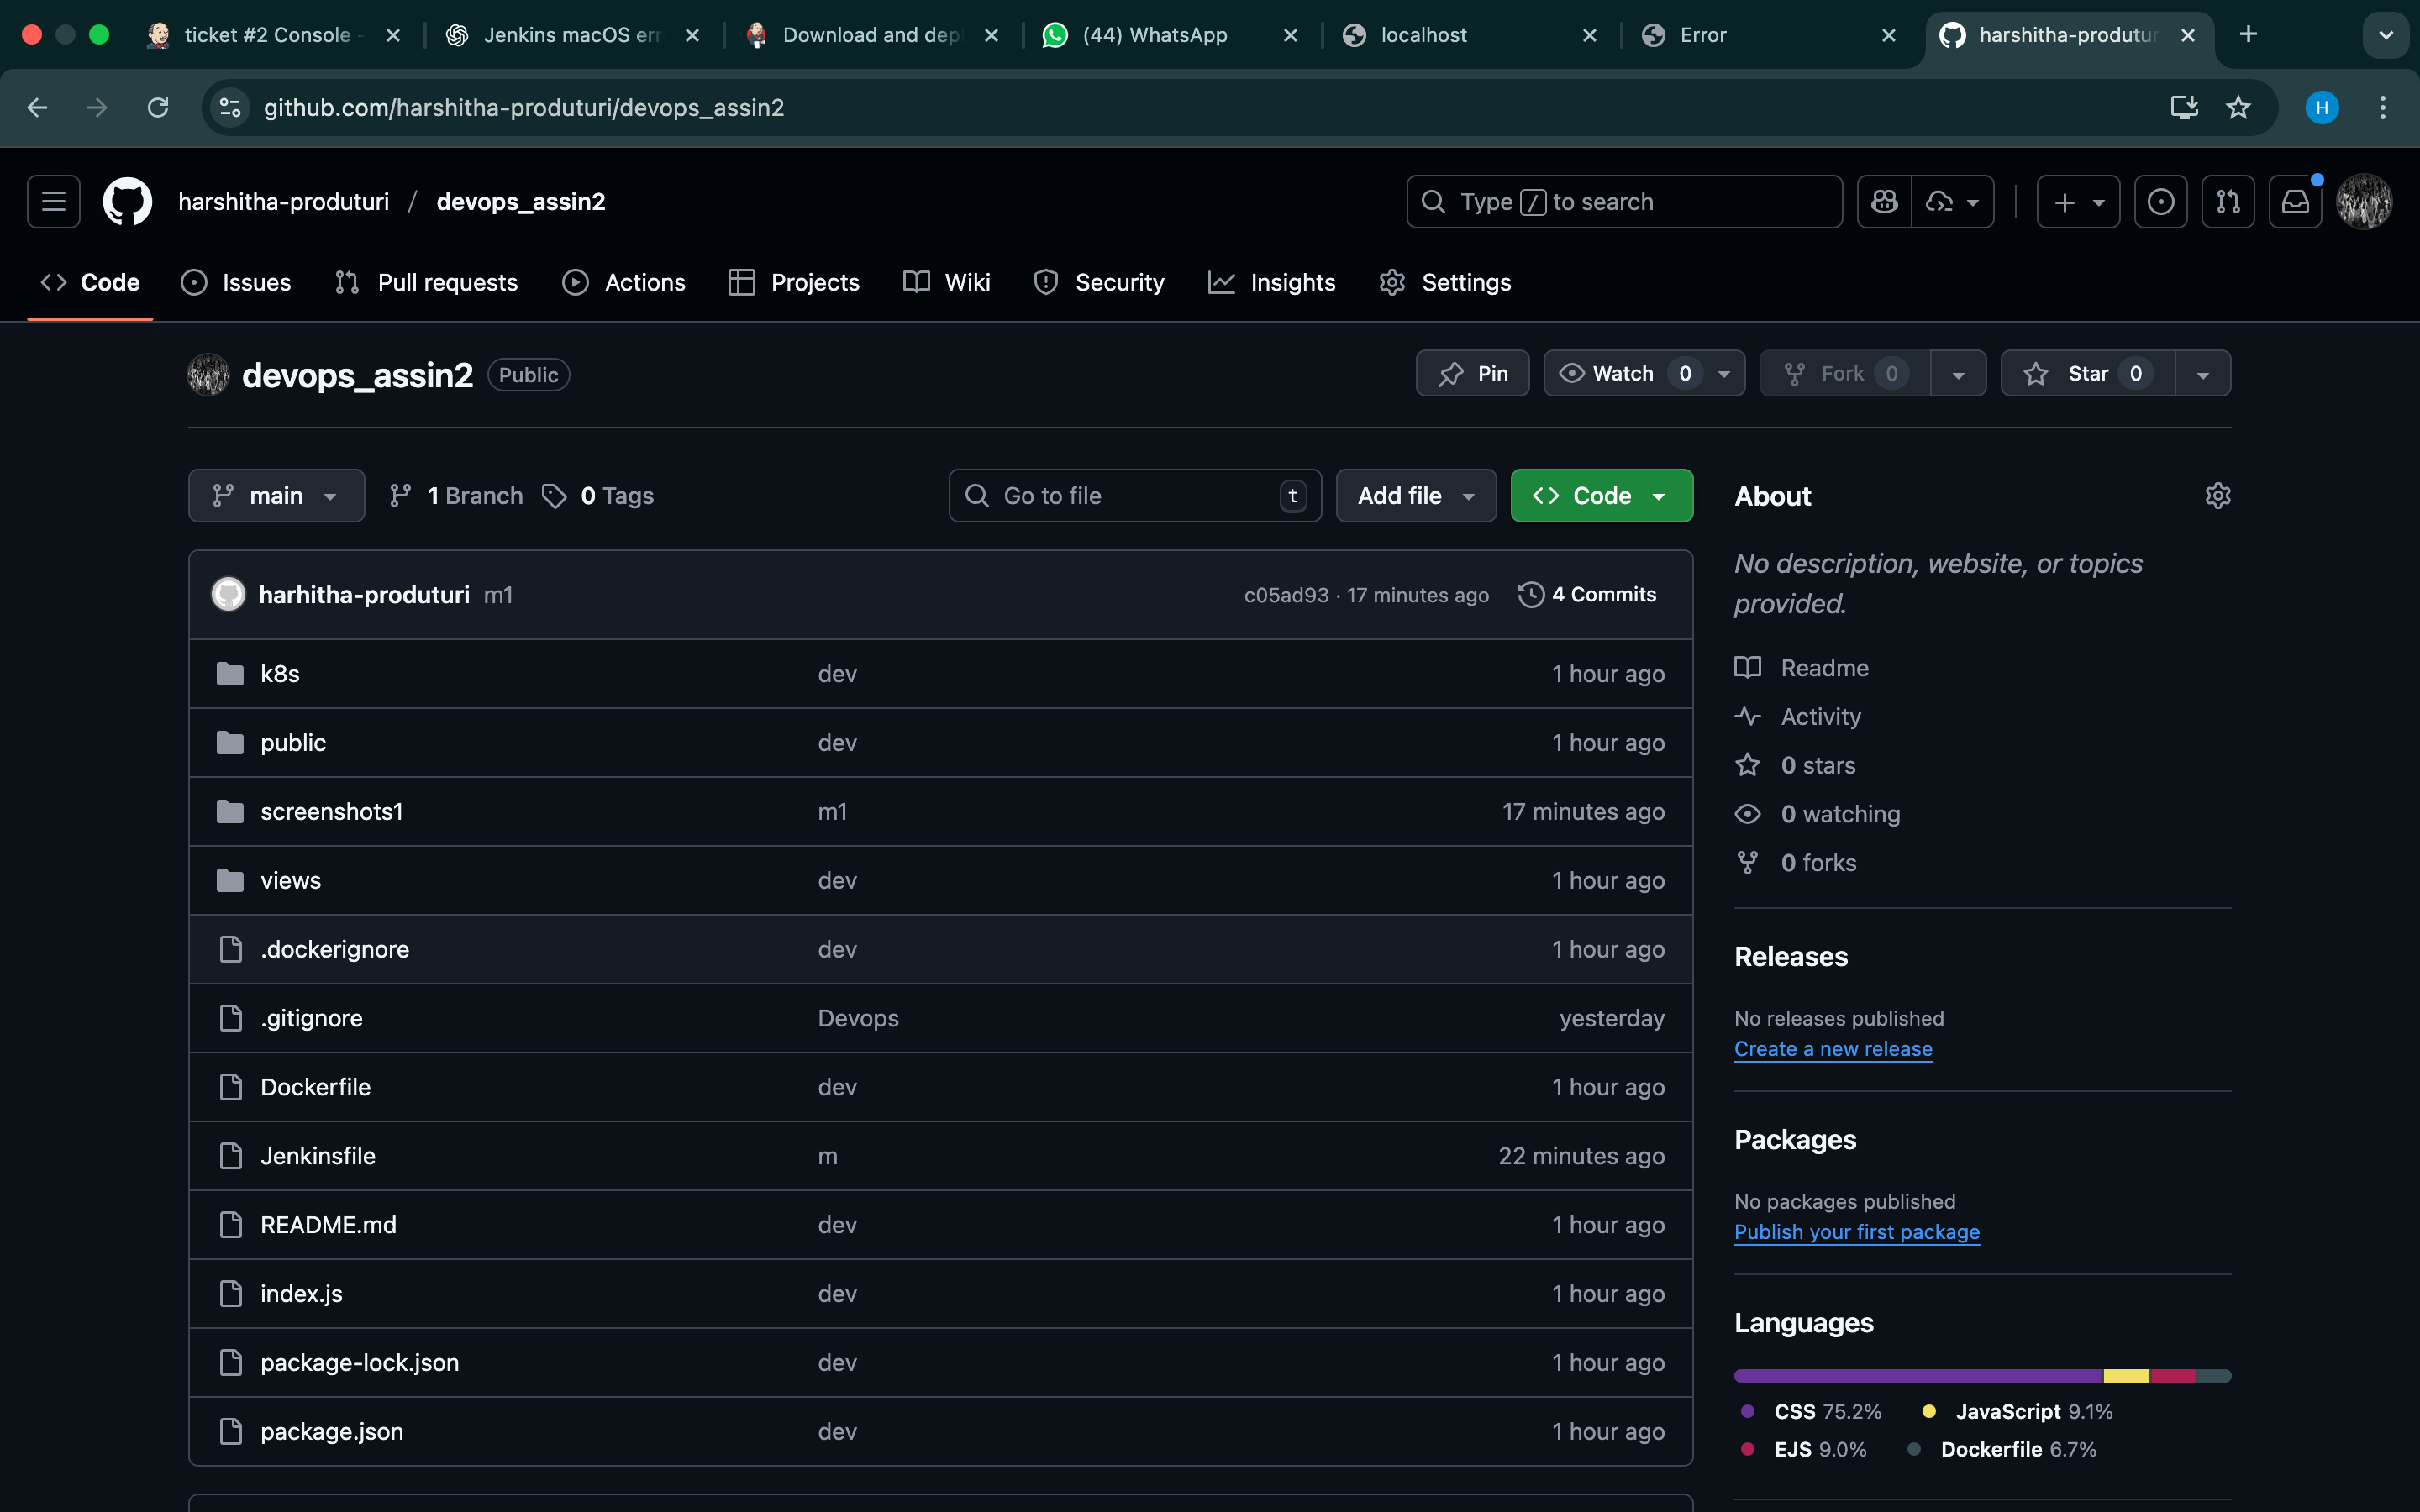 ticket #2 Console
Jenkins macOS err
Download and dep
(44) WhatsApp
localhost
Error
harshitha-produtur
github.com/harshitha-produturi/devops_assin2
H
harshitha-produturi / devops_assin2
Type / to search
Code
Issues
Pull requests
Actions
Projects
Wiki
Security
Insights
Settings
devops_assin2 Public
Pin
Watch 0
Fork 0
Star 0
main
1 Branch
0 Tags
Go to file t
Add file
Code
harhitha-produturi m1 c05ad93 · 17 minutes ago 4 Commits
k8s dev 1 hour ago
public dev 1 hour ago
screenshots1 m1 17 minutes ago
views dev 1 hour ago
.dockerignore dev 1 hour ago
.gitignore Devops yesterday
Dockerfile dev 1 hour ago
Jenkinsfile m 22 minutes ago
README.md dev 1 hour ago
index.js dev 1 hour ago
package-lock.json dev 1 hour ago
package.json dev 1 hour ago
About
No description, website, or topics
provided.
Readme
Activity
0 stars
0 watching
0 forks
Releases
No releases published
Create a new release
Packages
No packages published
Publish your first package
Languages
CSS 75.2% JavaScript 9.1%
EJS 9.0% Dockerfile 6.7%